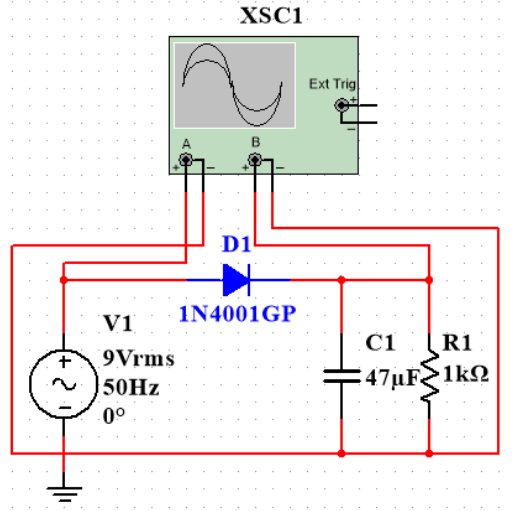 XSC1
Ext Trig
+
−
A
B
+ −
+ −
D1
1N4001GP
V1
9Vrms
50Hz
0°
+
−
C1
47µF
R1
1kΩ